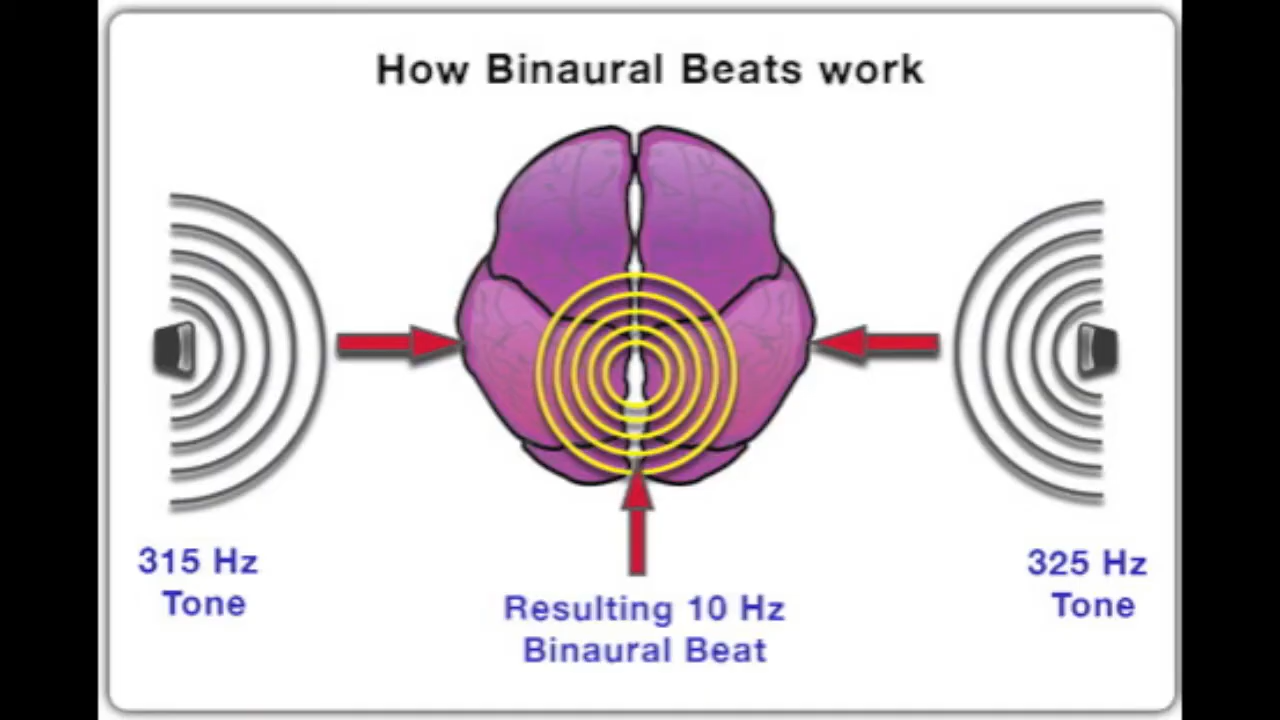 How Binaural Beats work
315 Hz
Tone
325 Hz
Tone
Resulting 10 Hz
Binaural Beat